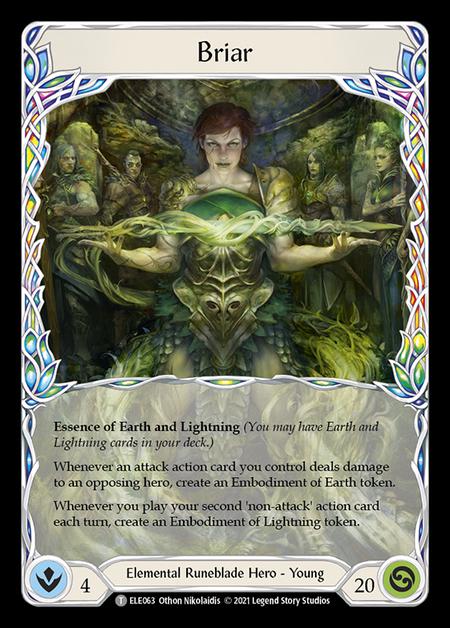 Briar
Essence of Earth and Lightning (You may have Earth and
Lightning cards in your deck.)
Whenever an attack action card you control deals damage
to an opposing hero, create an Embodiment of Earth token.
Whenever you play your second 'non-attack' action card
each turn, create an Embodiment of Lightning token.
4
Elemental Runeblade Hero - Young
20
T ELE063 Othon Nikolaidis © 2021 Legend Story Studios